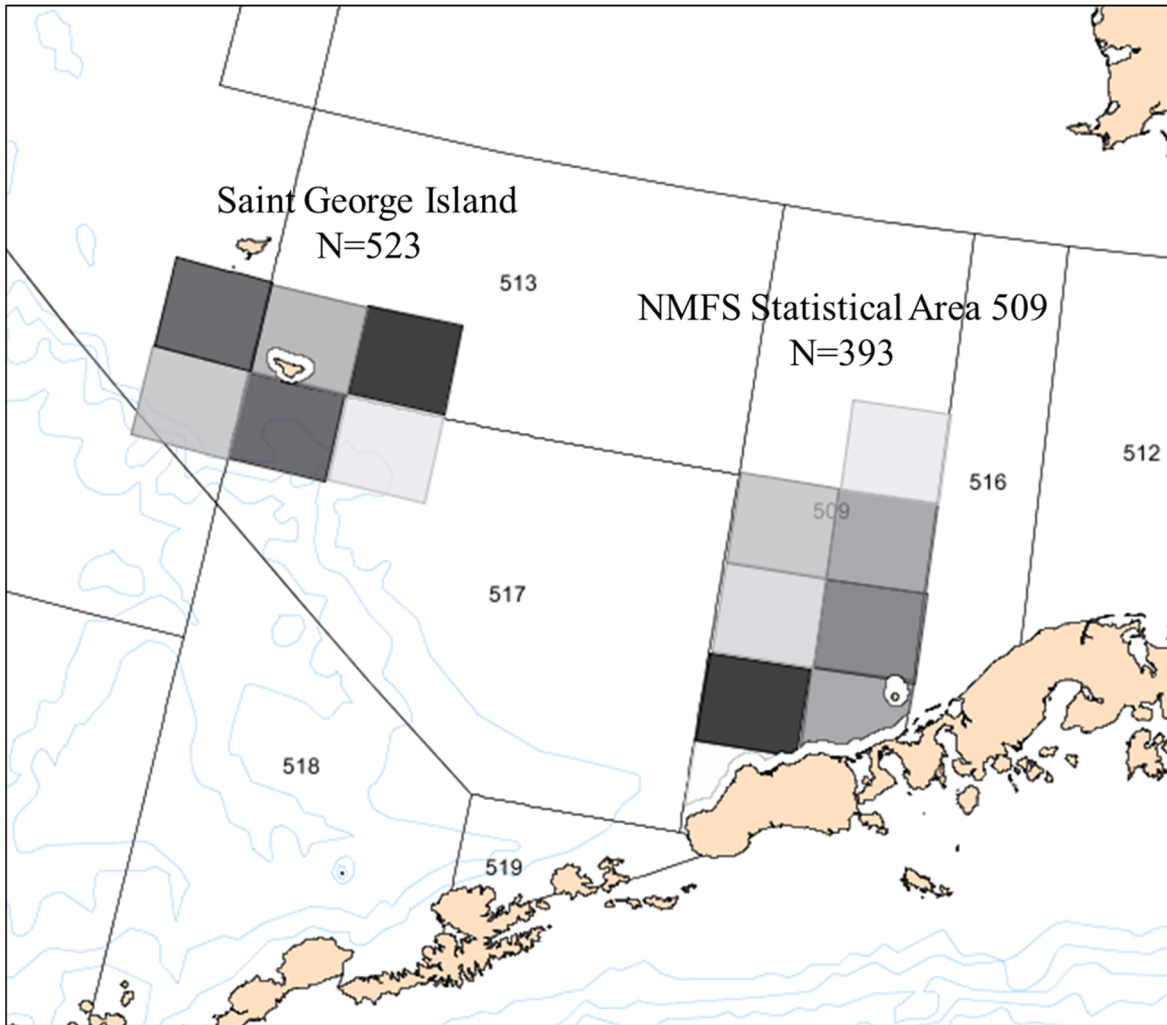 Saint George Island
N=523
513
NMFS Statistical Area 509
N=393
512
516
509
517
518
519